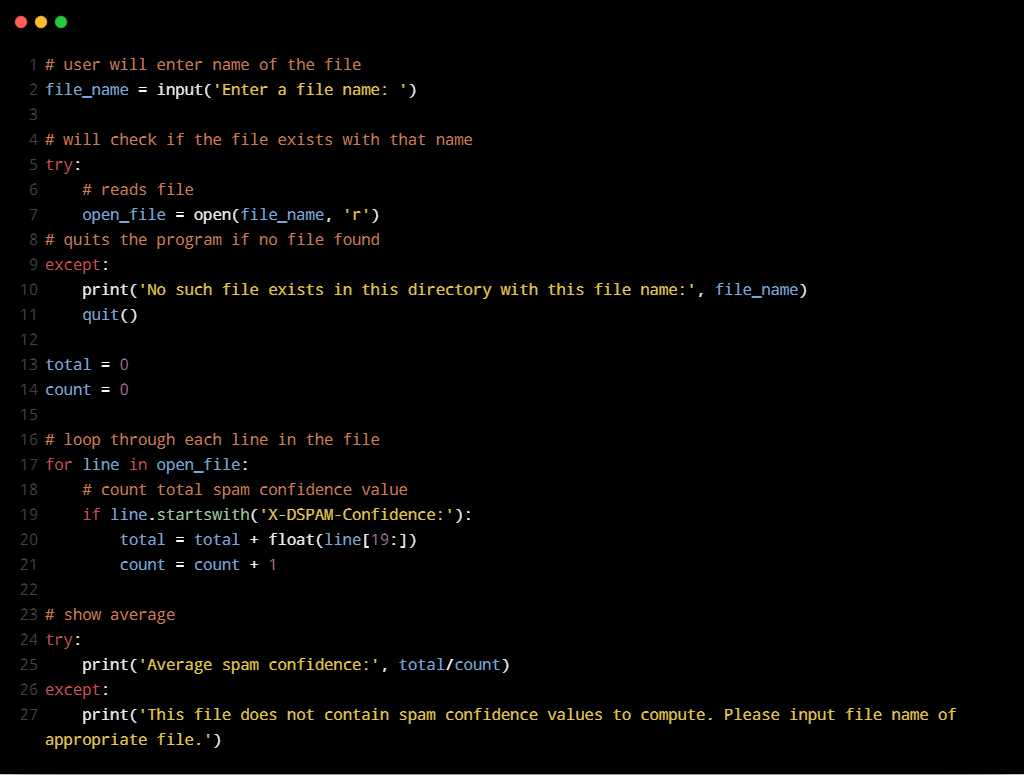 1 # user will enter name of the file
2 file_name = input('Enter a file name: ')
3
4 # will check if the file exists with that name
5 try:
6     # reads file
7     open_file = open(file_name, 'r')
8 # quits the program if no file found
9 except:
10     print('No such file exists in this directory with this file name:', file_name)
11     quit()
12
13 total = 0
14 count = 0
15
16 # loop through each line in the file
17 for line in open_file:
18     # count total spam confidence value
19     if line.startswith('X-DSPAM-Confidence:'):
20         total = total + float(line[19:])
21         count = count + 1
22
23 # show average
24 try:
25     print('Average spam confidence:', total/count)
26 except:
27     print('This file does not contain spam confidence values to compute. Please input file name of
appropriate file.')